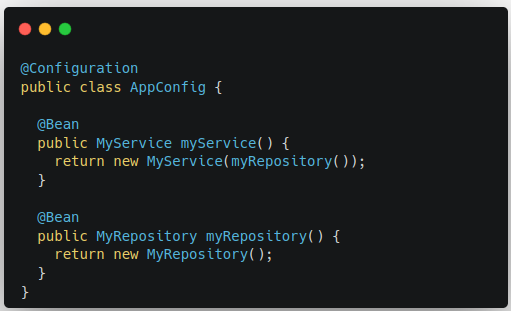 @Configuration
public class AppConfig {
@Bean
public MyService myService() {
return new MyService(myRepository());
}
@Bean
public MyRepository myRepository() {
return new MyRepository();
}
}